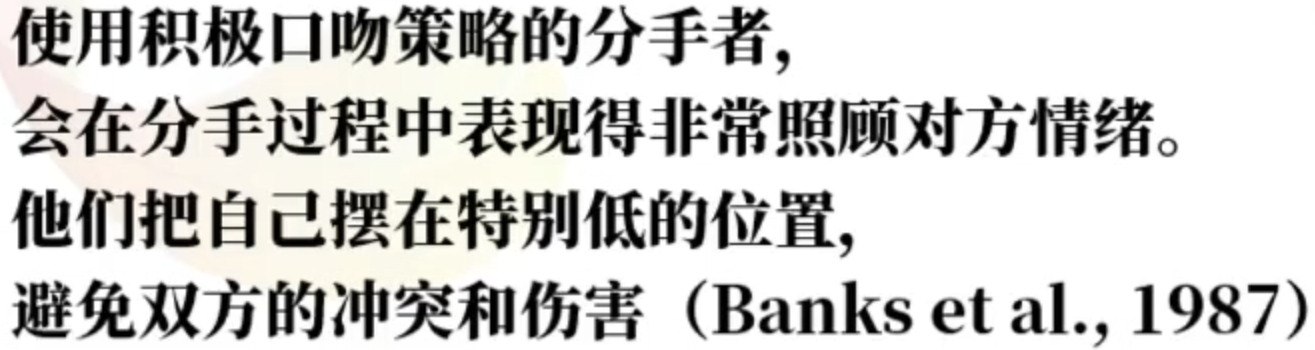 使用积极口吻策略的分手者，
会在分手过程中表现得非常照顾对方情绪。
他们把自己摆在特别低的位置，
避免双方的冲突和伤害（Banks et al., 1987）